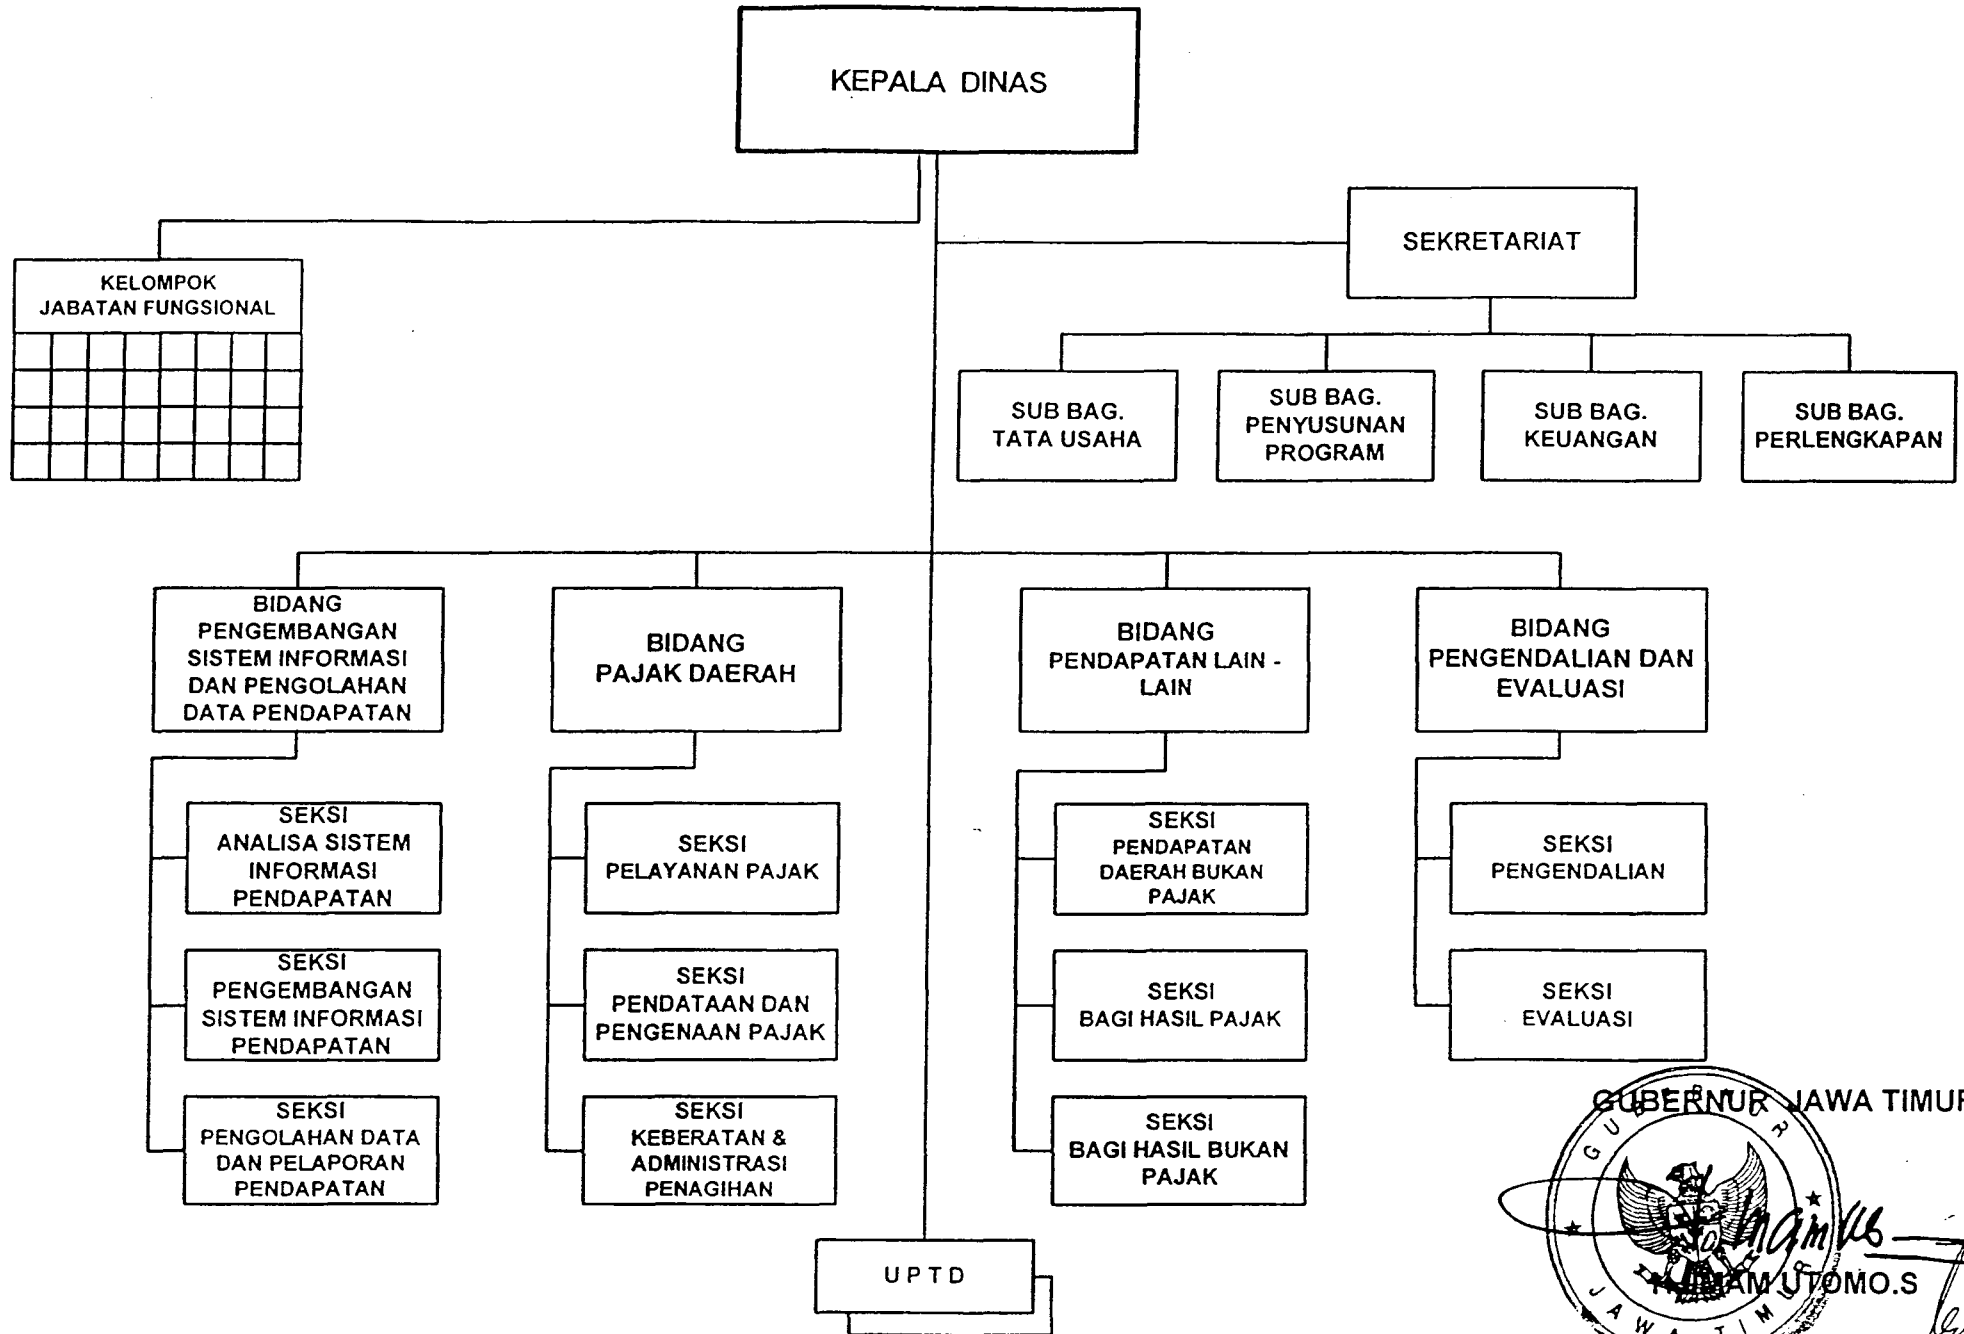 KEPALA DINAS
SEKRETARIAT
KELOMPOK
JABATAN FUNGSIONAL
SUB BAG.
TATA USAHA
SUB BAG.
PENYUSUNAN
PROGRAM
SUB BAG.
KEUANGAN
SUB BAG.
PERLENGKAPAN
BIDANG
PENGEMBANGAN
SISTEM INFORMASI
DAN PENGOLAHAN
DATA PENDAPATAN
BIDANG
PAJAK DAERAH
BIDANG
PENDAPATAN LAIN -
LAIN
BIDANG
PENGENDALIAN DAN
EVALUASI
SEKSI
ANALISA SISTEM
INFORMASI
PENDAPATAN
SEKSI
PELAYANAN PAJAK
SEKSI
PENDAPATAN
DAERAH BUKAN
PAJAK
SEKSI
PENGENDALIAN
SEKSI
PENGEMBANGAN
SISTEM INFORMASI
PENDAPATAN
SEKSI
PENDATAAN DAN
PENGENAAN PAJAK
SEKSI
BAGI HASIL PAJAK
SEKSI
EVALUASI
SEKSI
PENGOLAHAN DATA
DAN PELAPORAN
PENDAPATAN
SEKSI
KEBERATAN &
ADMINISTRASI
PENAGIHAN
SEKSI
BAGI HASIL BUKAN
PAJAK
UPTD
GUBERNUR JAWA TIMUR
GUBERNUR
JAWA TIMUR
IMAM UTOMO.S